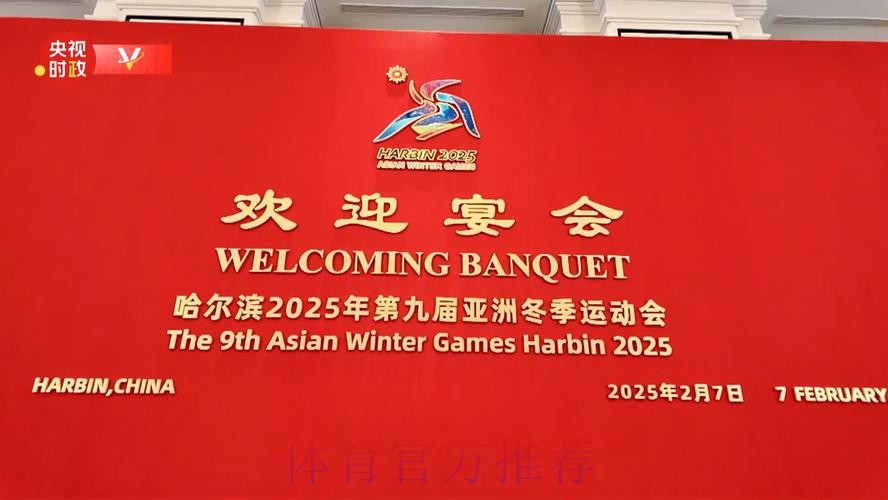 央视
时政
HARBIN 2025
ASIAN WINTER GAMES
欢迎宴会
WELCOMING BANQUET
哈尔滨2025年第九届亚洲冬季运动会
The 9th Asian Winter Games Harbin 2025
HARBIN,CHINA
2025年2月7日 7 FEBRUARY
体育官方推荐